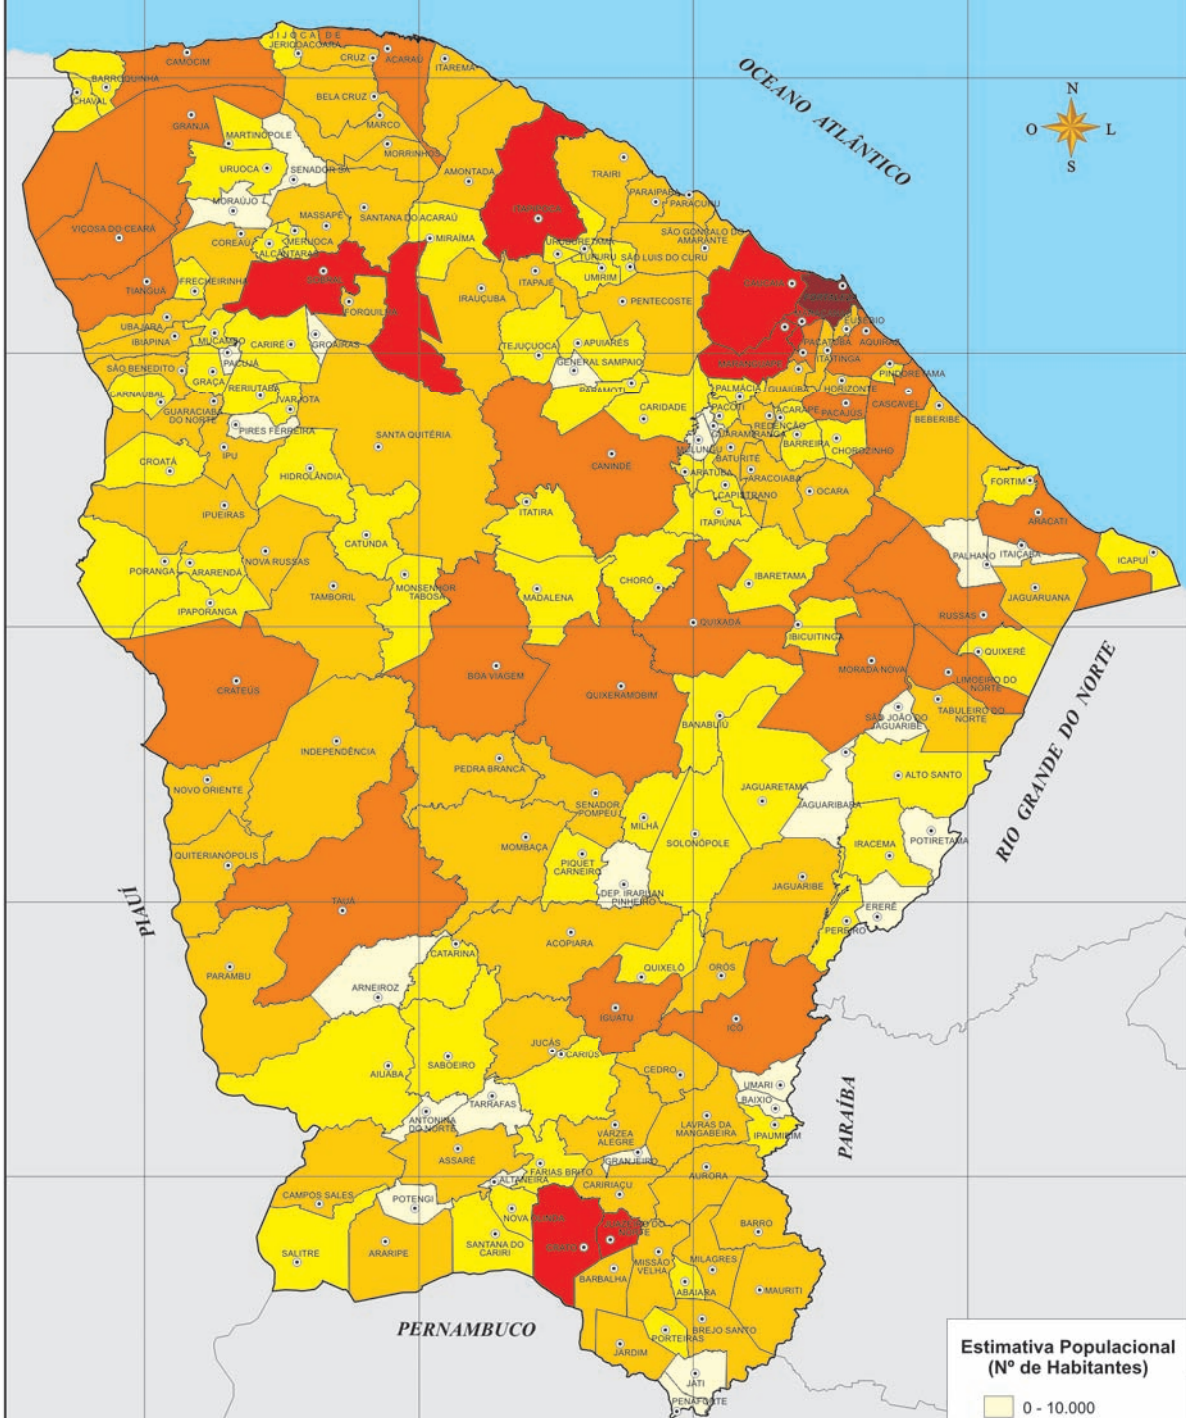 JIJOCA DE
JERICOACOARA
CRUZ
ACARAÚ
CAMOCIM
ITAREMA
BARROQUINHA
CHAVAL
BELA CRUZ
OCEANO ATLÂNTICO
N
O
L
S
GRANJA
MARCO
MARTINÓPOLE
MORRINHOS
URUOCA
SENADOR SÁ
AMONTADA
TRAIRI
MORAÚJO
PARAIPABA
PARACURU
MASSAPÊ
SANTANA DO ACARAÚ
VIÇOSA DO CEARÁ
COREAÚ
MERUOCA
ALCÂNTARAS
MIRAÍMA
ITAPIPOCA
URUBURETAMA
SÃO GONÇALO DO
AMARANTE
TURURU
SÃO LUIS DO CURU
UMIRIM
TIANGUÁ
FRECHEIRINHA
SOBRAL
IRAUÇUBA
ITAPAJÉ
CAUCAIA
FORTALEZA
FORQUILHA
PENTECOSTE
UBAJARA
IBIAPINA
MUCAMBO
CARIRÉ
GROAÍRAS
PACUJÁ
TEJUÇUOCA
APUIARÉS
GENERAL SAMPAIO
MARACANAÚ
EUSÉBIO
AQUIRAZ
PACATUBA
ITAITINGA
MARANGUAPE
SÃO BENEDITO
GRAÇA
RERIUTABA
CARNAUBAL
VARJOTA
PARAMOTI
PALMÁCIA
GUAIÚBA
HORIZONTE
PINDORETAMA
GUARACIABA
DO NORTE
CARIDADE
PACOTI
ACARAPE
REDENÇÃO
PACAJUS
CASCAVEL
BEBERIBE
PIRES FERREIRA
SANTA QUITÉRIA
GUARAMIRANGA
MULUNGU
BATURITÉ
BARREIRA
CHOROZINHO
IPU
CROATÁ
HIDROLÂNDIA
CANINDÉ
ARATUBA
ARACOIABA
CAPISTRANO
OCARA
FORTIM
IPUEIRAS
ITATIRA
ITAPIÚNA
ARACATI
CATUNDA
PORANGA
ARARENDÁ
NOVA RUSSAS
PALHANO
ITAIÇABA
ICAPUÍ
MONSENHOR
TABOSA
CHORÓ
IBARETAMA
TAMBORIL
MADALENA
JAGUARUANA
IPAPORANGA
RUSSAS
QUIXADÁ
IBICUITINGA
QUIXERÉ
BOA VIAGEM
MORADA NOVA
LIMOEIRO DO
NORTE
CRATEÚS
QUIXERAMOBIM
SÃO JOÃO DO
JAGUARIBE
TABULEIRO DO
NORTE
BANABUIÚ
RIO GRANDE DO NORTE
INDEPENDÊNCIA
PEDRA BRANCA
NOVO ORIENTE
JAGUARETAMA
ALTO SANTO
SENADOR
POMPEU
JAGUARIBARA
MILHÃ
MOMBAÇA
SOLONÓPOLE
IRACEMA
POTIRETAMA
QUITERIANÓPOLIS
PIQUET
CARNEIRO
JAGUARIBE
DEP. IRAPUAN
PINHEIRO
TAUÁ
ERERÊ
PIAUÍ
PEREIRO
ACOPIARA
CATARINA
PARAMBU
QUIXELÔ
ORÓS
ARNEIROZ
IGUATU
ICÓ
JUCÁS
CARIÚS
AIUABA
SABOEIRO
CEDRO
UMARI
BAIXIO
TARRAFAS
PARAÍBA
ANTONINA
DO NORTE
VÁRZEA
ALEGRE
LAVRAS DA
MANGABEIRA
IPAUMIRIM
ASSARÉ
GRANJEIRO
FARIAS BRITO
AURORA
ALTANEIRA
CAMPOS SALES
POTENGI
CARIRIAÇU
NOVA OLINDA
BARRO
SALITRE
ARARIPE
SANTANA DO
CARIRI
CRATO
JUAZEIRO DO
NORTE
MISSÃO
VELHA
MILAGRES
BARBALHA
ABAIARA
MAURITI
PERNAMBUCO
BREJO SANTO
PORTEIRAS
JARDIM
JATI
PENAFORTE
Estimativa Populacional
(Nº de Habitantes)
0 - 10.000